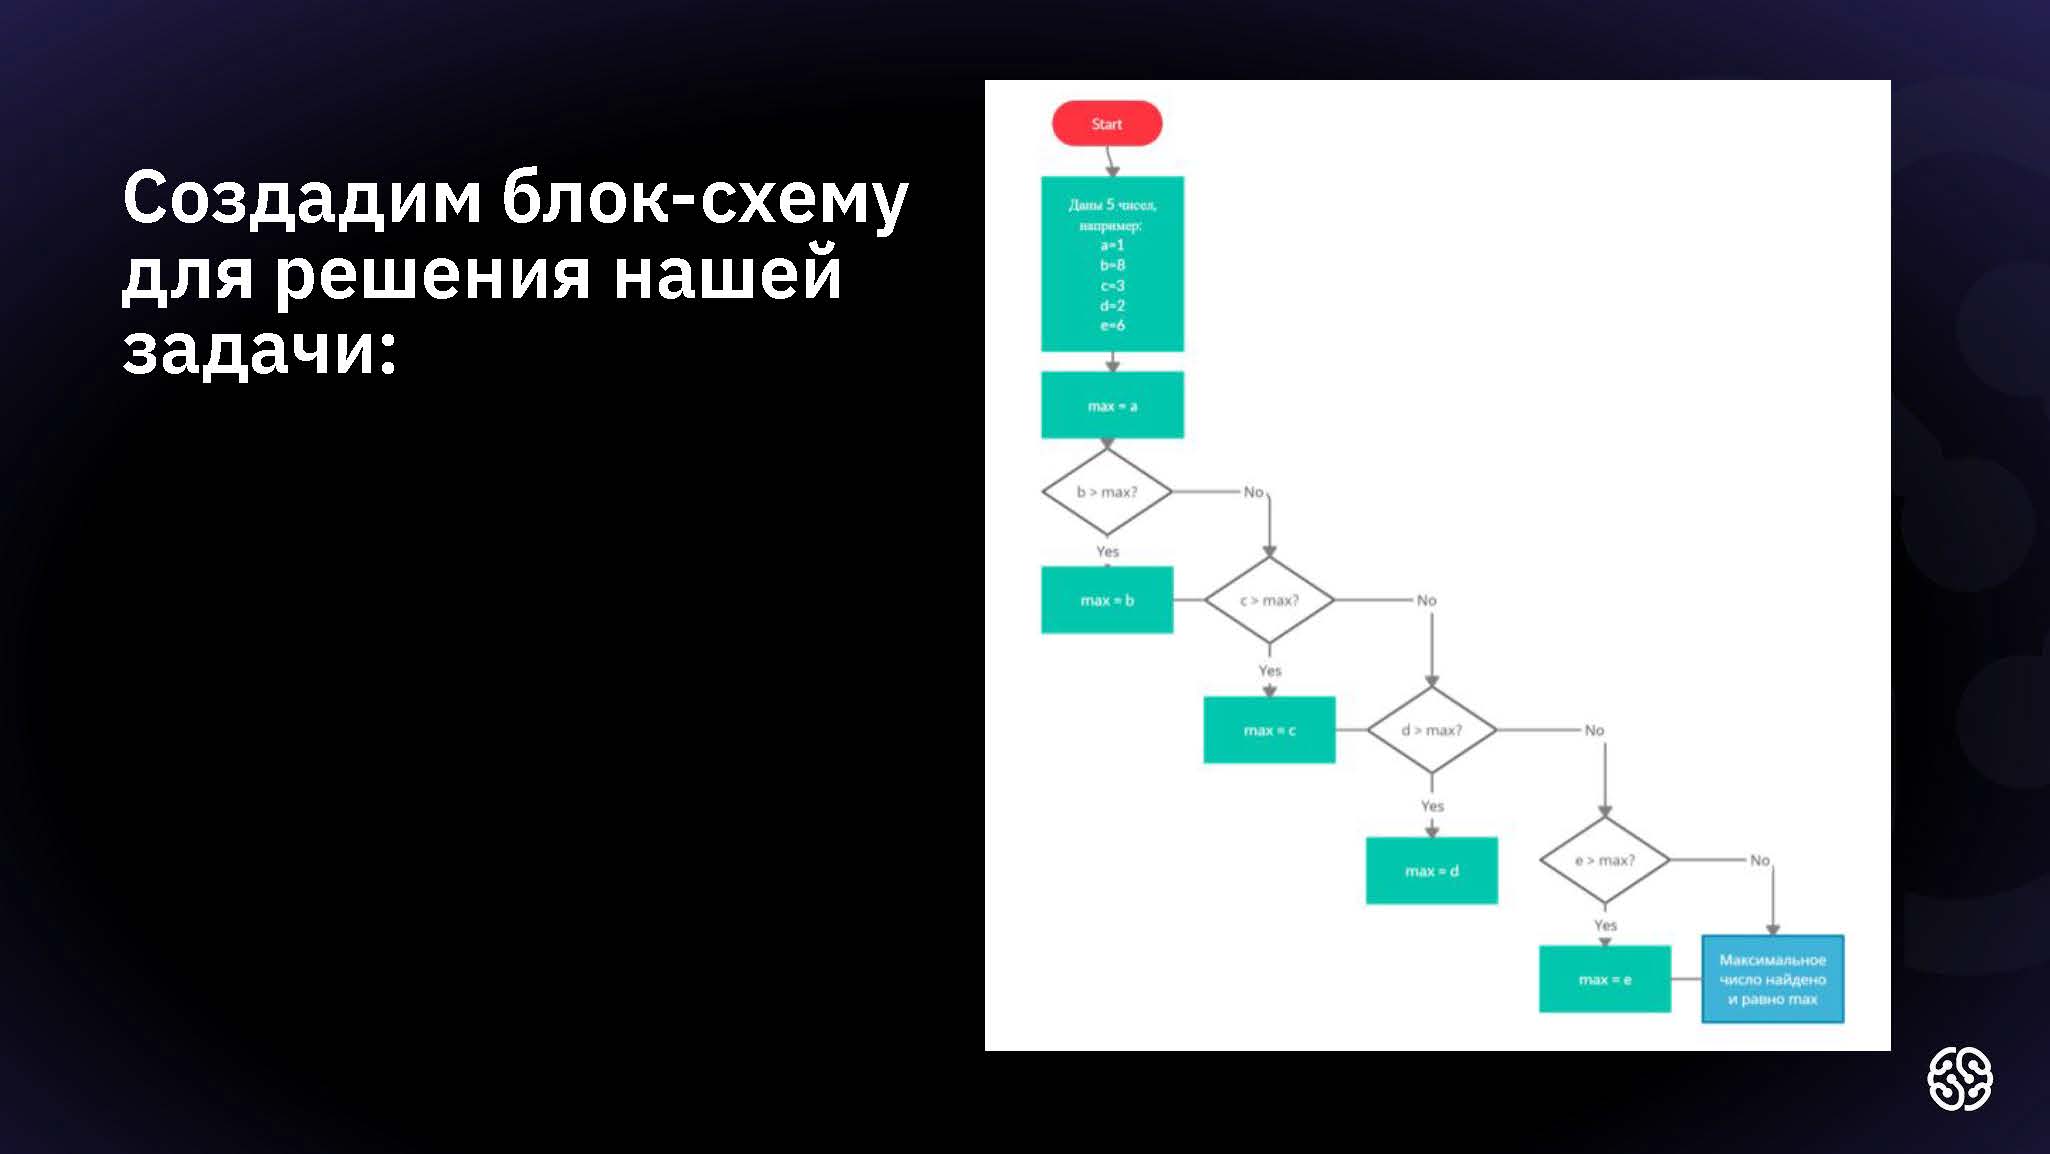 Создадим блок-схему
для решения нашей
задачи:
Start
Даны 5 чисел,
например:
a=1
b=8
c=3
d=2
e=6
max = a
b > max?
No
Yes
max = b
c > max?
No
Yes
max = c
d > max?
No
Yes
max = d
e > max?
No
Yes
max = e
Максимальное
число найдено
и равно max